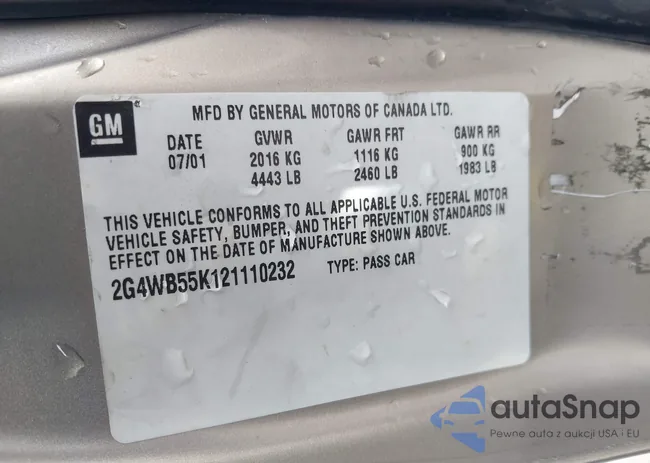 GM
MFD BY GENERAL MOTORS OF CANADA LTD.
DATE GVWR GAWR FRT GAWR RR
07/01 2016 KG 1116 KG 900 KG
4443 LB 2460 LB 1983 LB
THIS VEHICLE CONFORMS TO ALL APPLICABLE U.S. FEDERAL MOTOR
VEHICLE SAFETY, BUMPER, AND THEFT PREVENTION STANDARDS IN
EFFECT ON THE DATE OF MANUFACTURE SHOWN ABOVE.
2G4WB55K121110232 TYPE: PASS CAR
autaSnap
Pewne auta z aukcji USA i EU